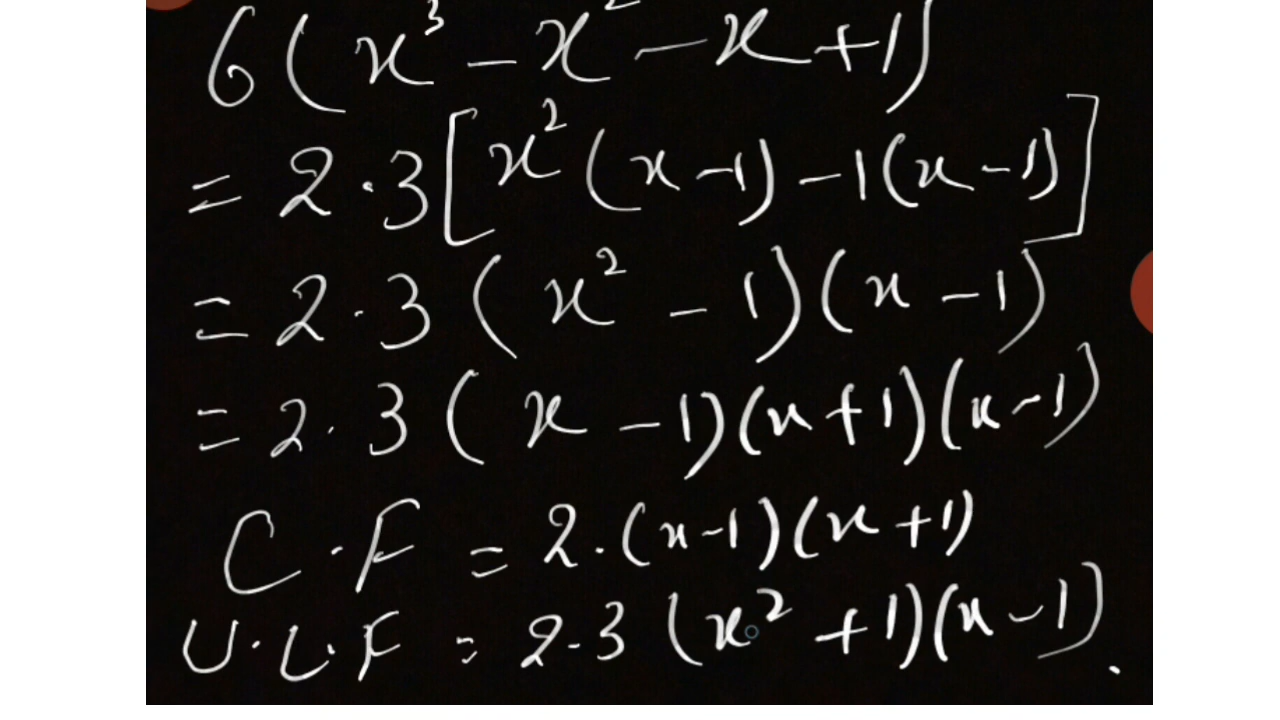 6(x³ - x² - x + 1)
= 2·3[x²(x-1) - 1(x-1)]
= 2·3(x² - 1)(x - 1)
= 2·3(x - 1)(x+1)(x-1)
C·F = 2·(x-1)(x+1)
U·L·F = 2·3(x² + 1)(x - 1).